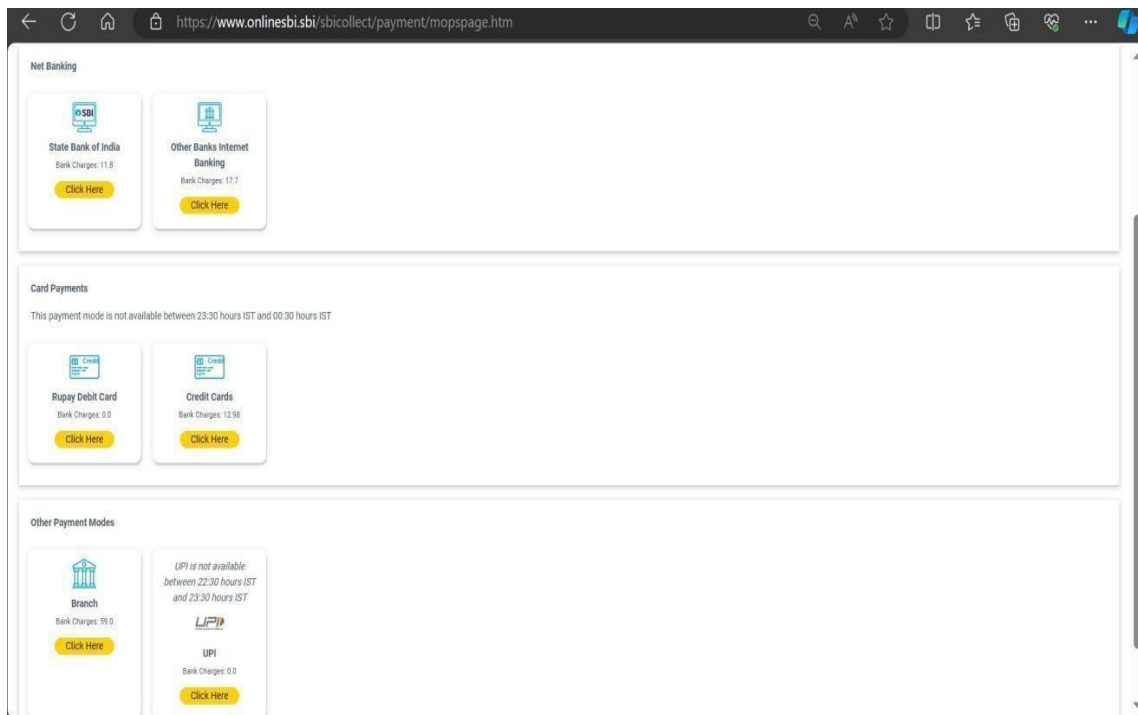 https://www.onlinesbi.sbi/sbicollect/payment/mopspage.htm
Net Banking
SBI
State Bank of India
Bank Charges: 11.8
Click Here
Other Banks Internet
Banking
Bank Charges: 17.7
Click Here
Card Payments
This payment mode is not available between 23:30 hours IST and 00:30 hours IST
Credit
Rupay Debit Card
Bank Charges: 0.0
Click Here
Credit
Credit Cards
Bank Charges: 12.98
Click Here
Other Payment Modes
Branch
Bank Charges: 59.0
Click Here
UPI is not available
between 22:30 hours IST
and 23:30 hours IST
UPI
UPI
Bank Charges: 0.0
Click Here